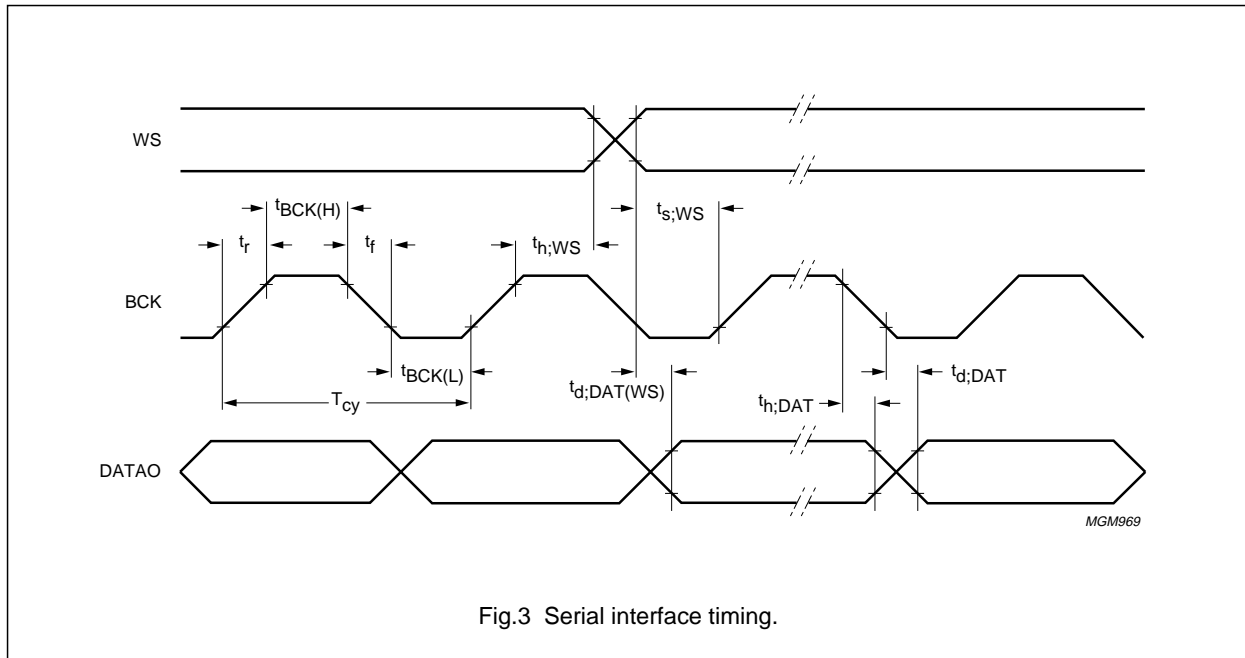 WS
tBCK(H)
ts;WS
tr
tf
th;WS
BCK
tBCK(L)
td;DAT(WS)
td;DAT
Tcy
th;DAT
DATAO
MGM969
Fig.3 Serial interface timing.